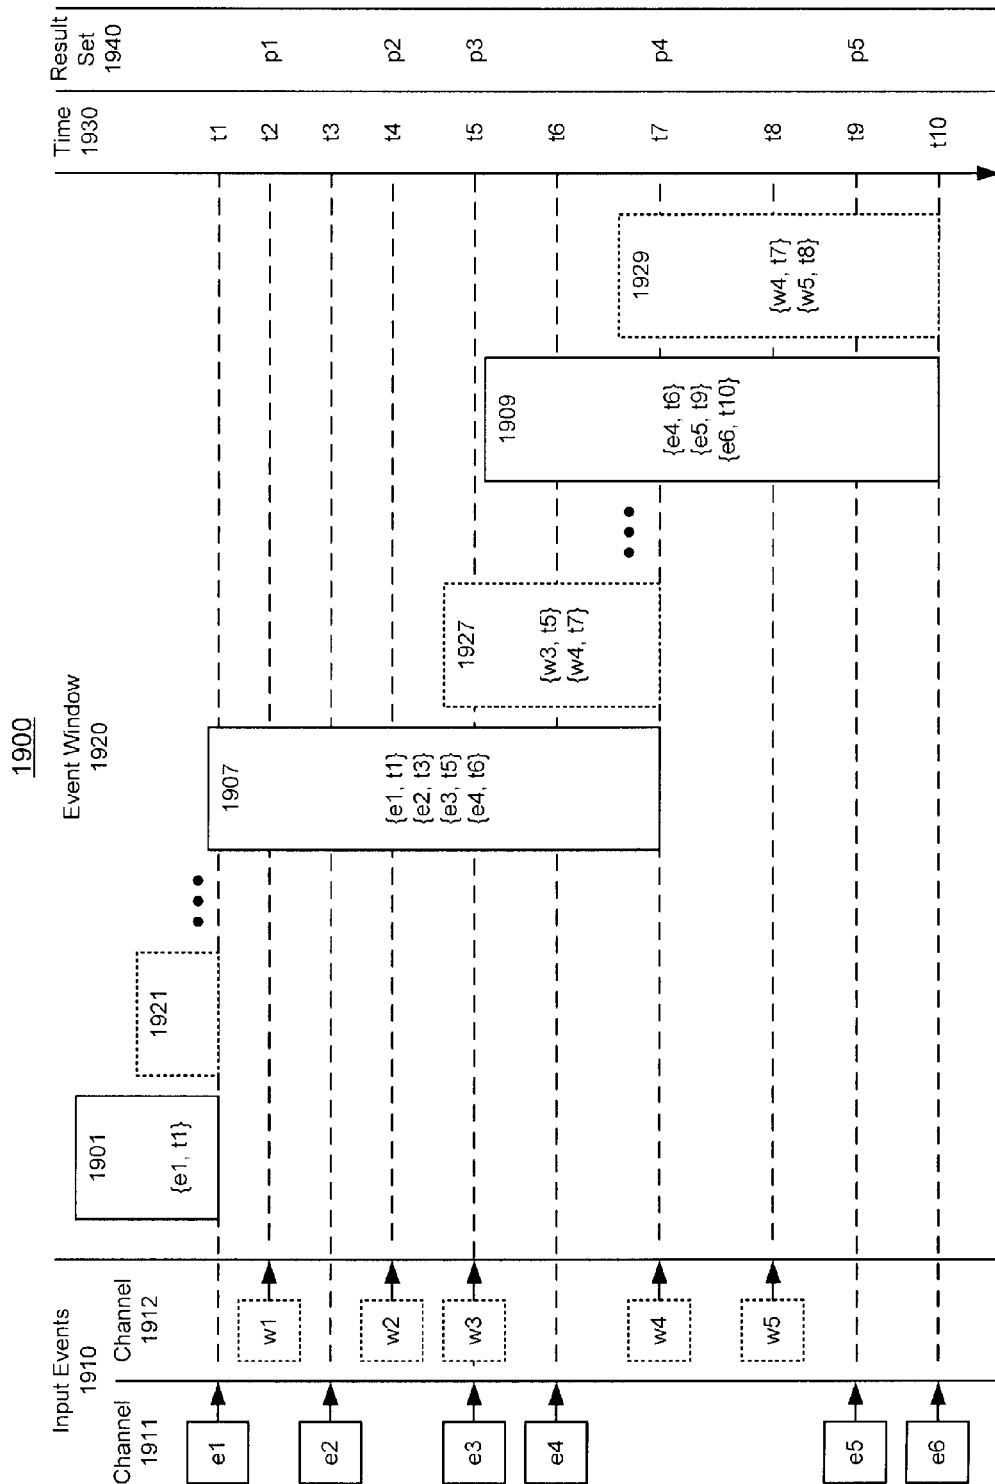 1900
Input Events
1910
Event Window
1920
Time
1930
Result
Set
1940
Channel
1911
Channel
1912
e1
e2
e3
e4
e5
e6
w1
w2
w3
w4
w5
1901
{e1, t1}
1921
1907
{e1, t1}
{e2, t3}
{e3, t5}
{e4, t6}
1927
{w3, t5}
{w4, t7}
1909
{e4, t6}
{e5, t9}
{e6, t10}
1929
{w4, t7}
{w5, t8}
t1
t2
t3
t4
t5
t6
t7
t8
t9
t10
p1
p2
p3
p4
p5